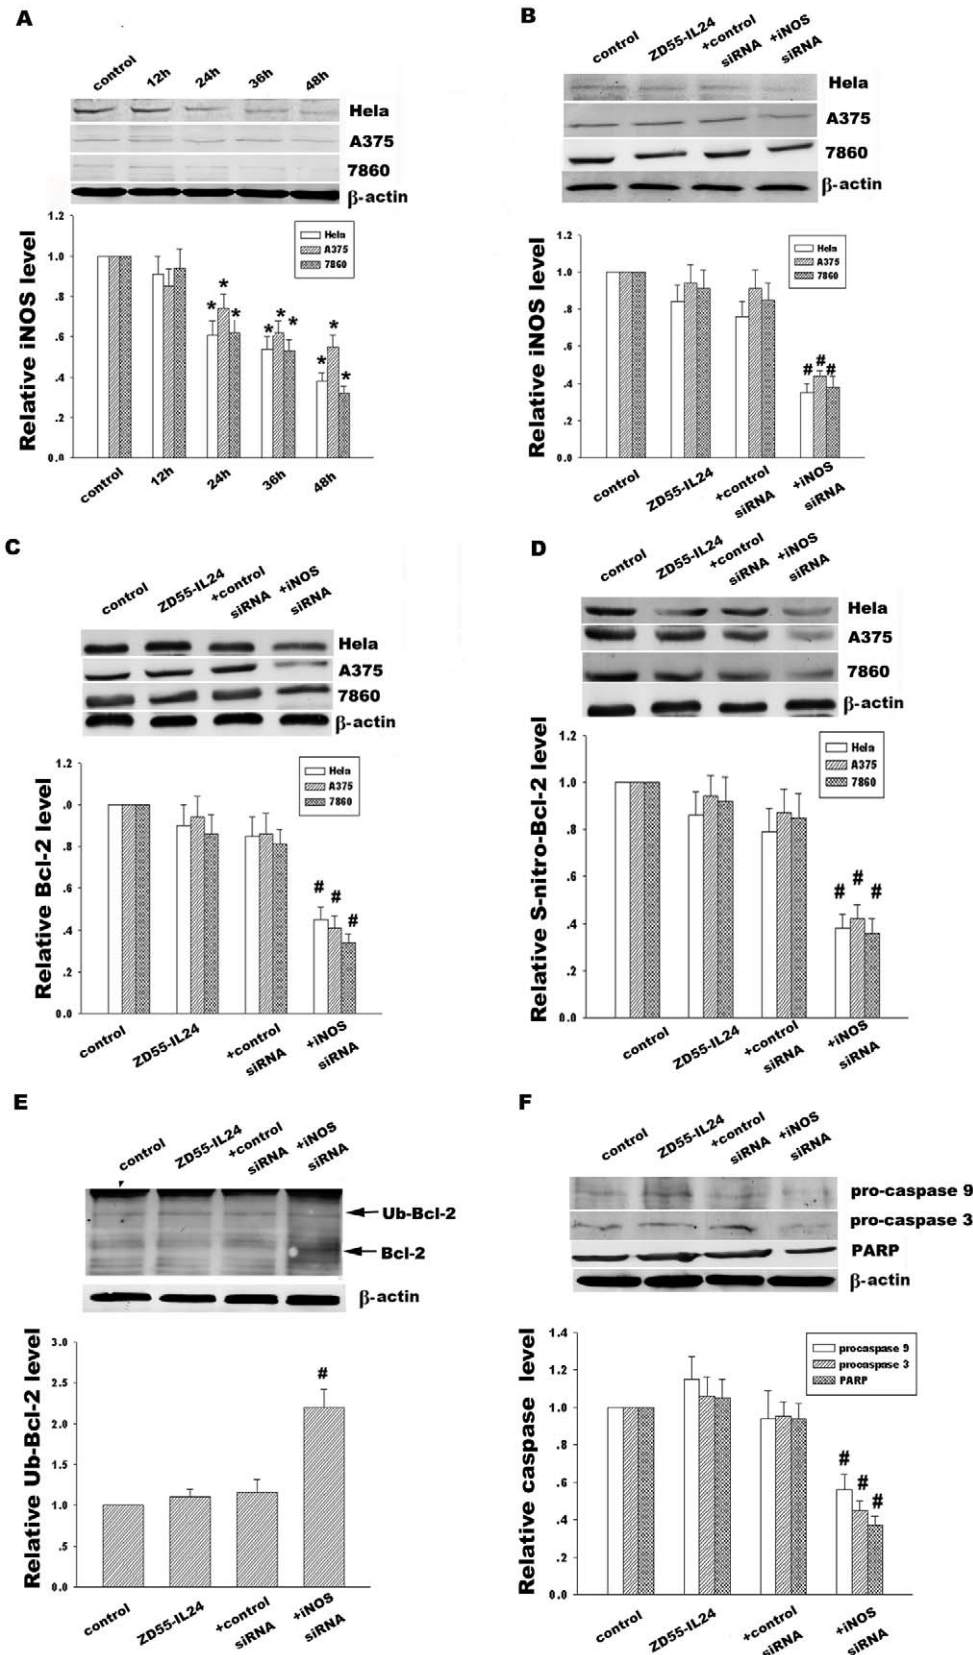 A
control 12h 24h 36h 48h
Hela
A375
7860
β-actin
Relative iNOS level
1.2
1.0
.8
.6
.4
.2
0.0
Hela
A375
7860
* * *
* * *
* * *
control 12h 24h 36h 48h
B
control ZD55-IL24 +control siRNA +iNOS siRNA
Hela
A375
7860
β-actin
Relative iNOS level
1.2
1.0
.8
.6
.4
.2
0.0
Hela
A375
7860
# # #
control ZD55-IL24 +control siRNA +iNOS siRNA
C
control ZD55-IL24 +control siRNA +iNOS siRNA
Hela
A375
7860
β-actin
Relative Bcl-2 level
1.2
.0
.8
.6
.4
.2
0.0
Hela
A375
7860
# # #
control ZD55-IL24 +control siRNA +iNOS siRNA
D
control ZD55-IL24 +control siRNA +iNOS siRNA
Hela
A375
7860
β-actin
Relative S-nitro-Bcl-2 level
1.2
1.0
.8
.6
.4
.2
0.0
Hela
A375
7860
# # #
control ZD55-IL24 +control siRNA +iNOS siRNA
E
control ZD55-IL24 +control siRNA +iNOS siRNA
Ub-Bcl-2
Bcl-2
β-actin
Relative Ub-Bcl-2 level
3.0
2.5
2.0
1.5
1.0
.5
0.0
#
control ZD55-IL24 +control siRNA +iNOS siRNA
F
control ZD55-IL24 +control siRNA +iNOS siRNA
pro-caspase 9
pro-caspase 3
PARP
β-actin
Relative caspase level
1.4
1.2
1.0
.8
.6
.4
.2
0.0
procaspase 9
procaspase 3
PARP
# # #
control ZD55-IL24 +control siRNA +iNOS siRNA